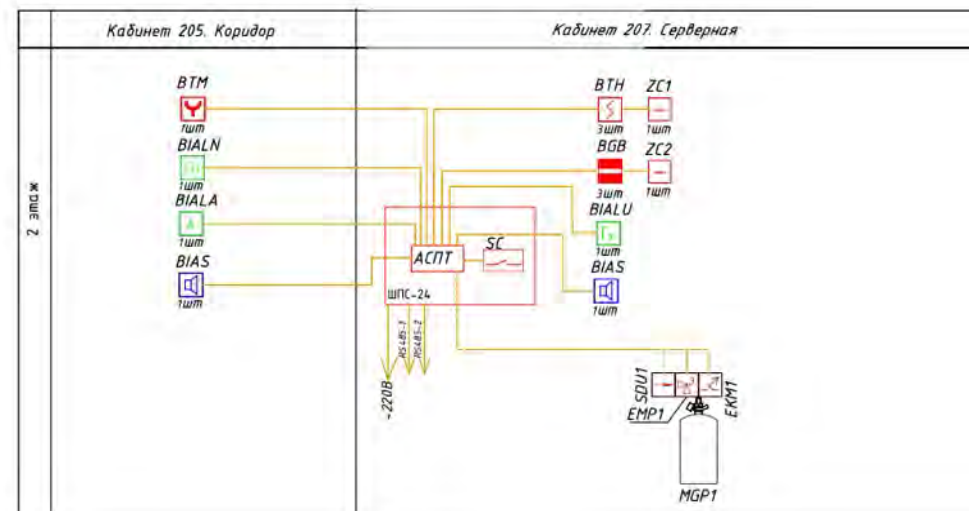 Кабинет 205. Коридор
Кабинет 207. Серверная
2 этаж
BTM
1шт
BIALN
1шт
BIALA
A
1шт
BIAS
1шт
BTH
3шт
ZC1
1шт
BGB
3шт
ZC2
1шт
BIALU
1шт
BIAS
1шт
АСПТ
SC
ШПС-24
~220В
RS485-1
RS485-2
SDU1
EMP1
EKM1
MGP1